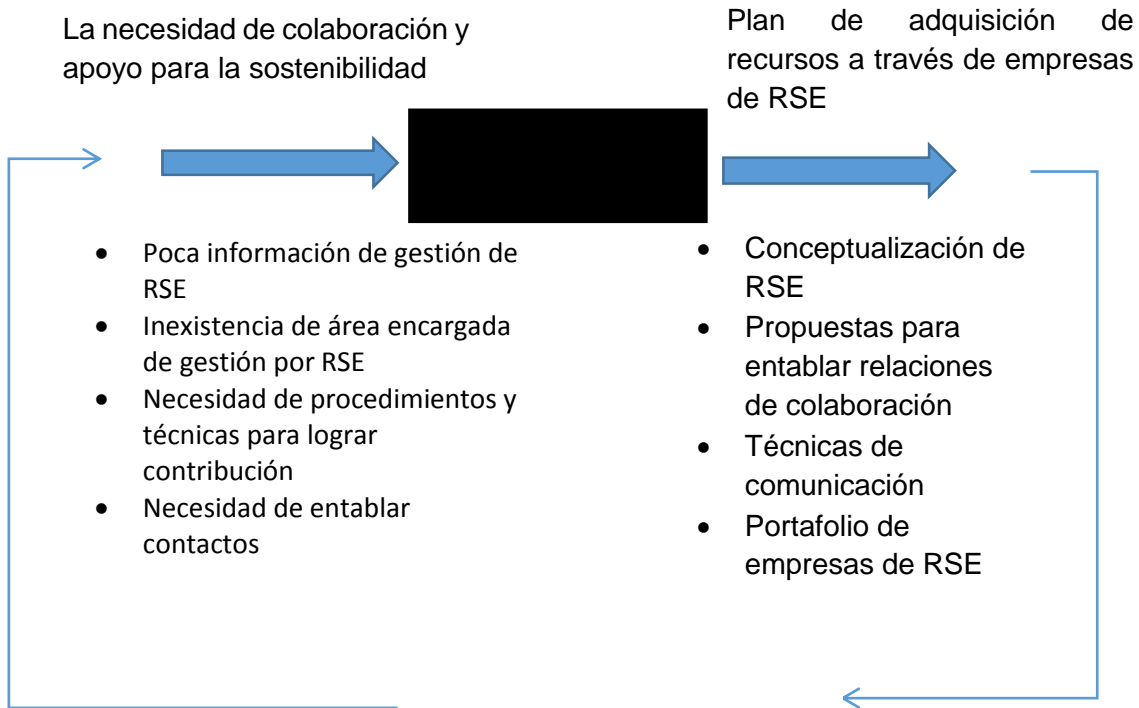 La necesidad de colaboración y
apoyo para la sostenibilidad
Plan de adquisición de
recursos a través de empresas
de RSE
• Poca información de gestión de
RSE
• Inexistencia de área encargada
de gestión por RSE
• Necesidad de procedimientos y
técnicas para lograr
contribución
• Necesidad de entablar
contactos
• Conceptualización de
RSE
• Propuestas para
entablar relaciones
de colaboración
• Técnicas de
comunicación
• Portafolio de
empresas de RSE